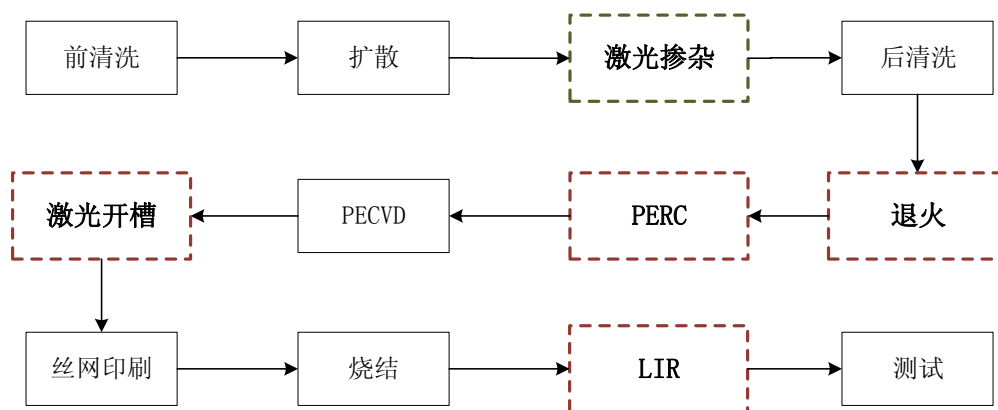 前清洗
扩散
激光掺杂
后清洗
激光开槽
PECVD
PERC
退火
丝网印刷
烧结
LIR
测试